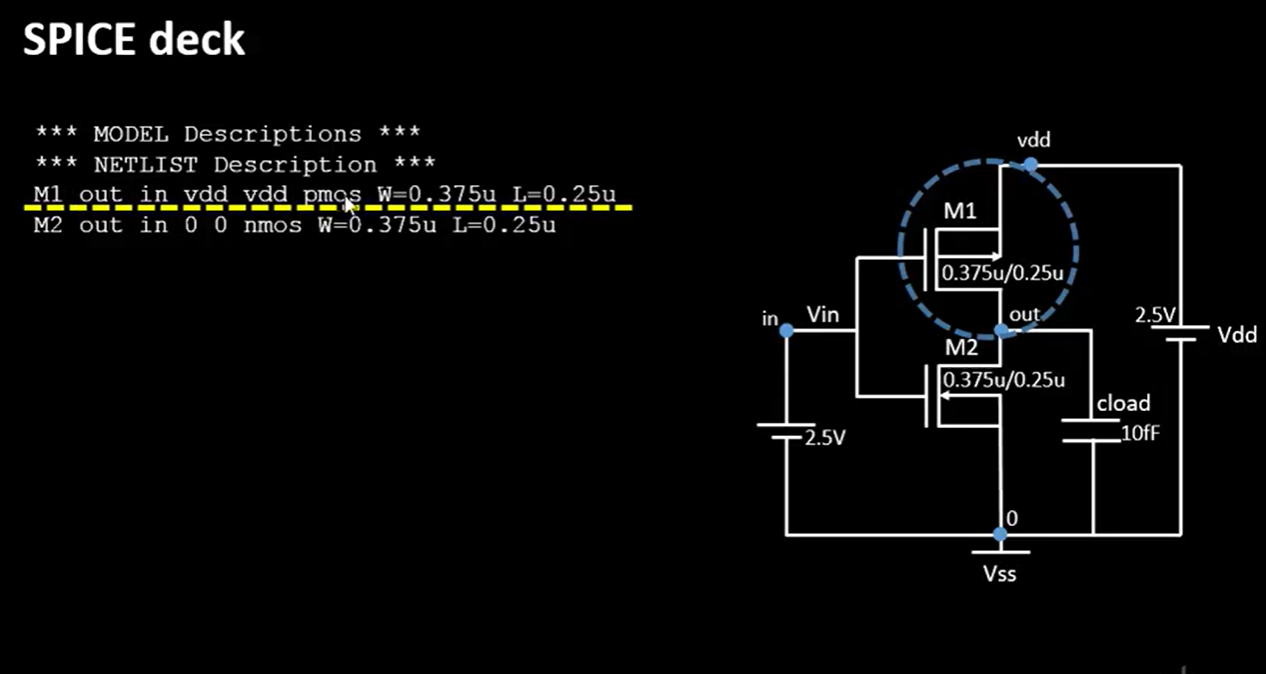 SPICE deck
*** MODEL Descriptions ***
*** NETLIST Description ***
M1 out in vdd vdd pmos W=0.375u L=0.25u
M2 out in 0 0 nmos W=0.375u L=0.25u
vdd
M1
0.375u/0.25u
in
Vin
out
2.5V
Vdd
M2
0.375u/0.25u
cload
10fF
2.5V
0
Vss